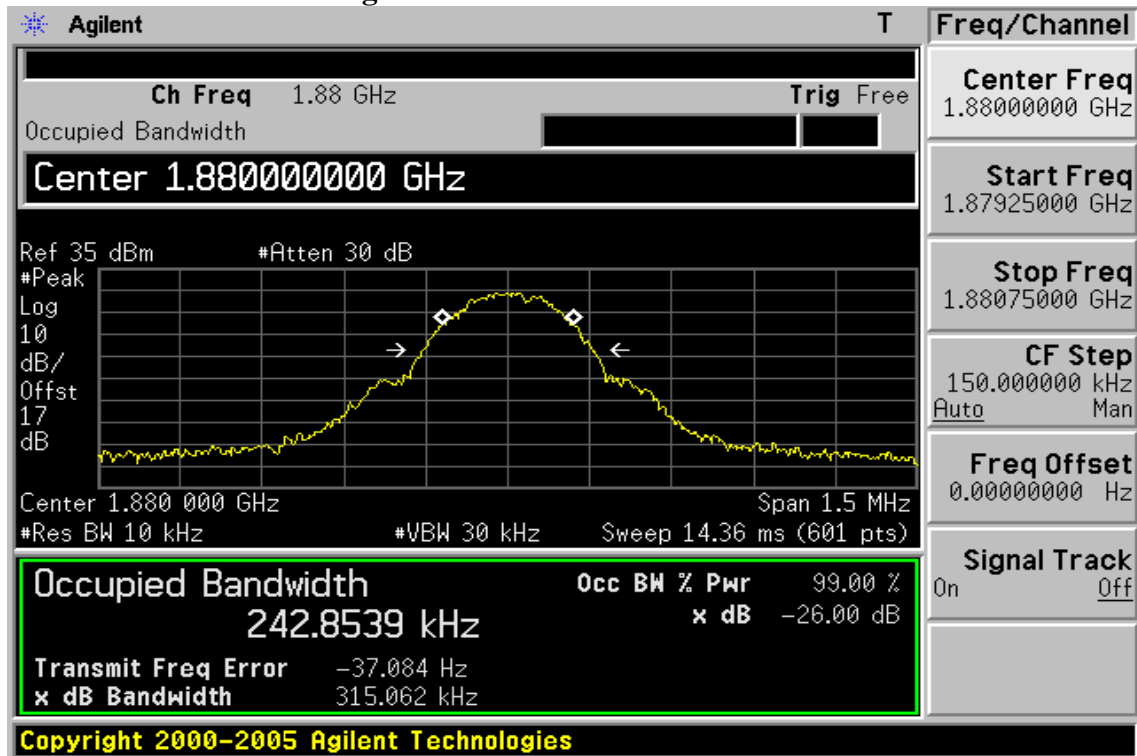 Agilent T Freq/Channel
Ch Freq 1.88 GHz Trig Free
Occupied Bandwidth
Center 1.880000000 GHz
Ref 35 dBm #Atten 30 dB
#Peak
Log
10
dB/
Offst
17
dB
Center 1.880 000 GHz Span 1.5 MHz
#Res BW 10 kHz #VBW 30 kHz Sweep 14.36 ms (601 pts)
Occupied Bandwidth Occ BW % Pwr 99.00 %
242.8539 kHz x dB -26.00 dB
Transmit Freq Error -37.084 Hz
x dB Bandwidth 315.062 kHz
Copyright 2000-2005 Agilent Technologies
Center Freq
1.88000000 GHz
Start Freq
1.87925000 GHz
Stop Freq
1.88075000 GHz
CF Step
150.000000 kHz
Auto Man
Freq Offset
0.00000000 Hz
Signal Track
On Off